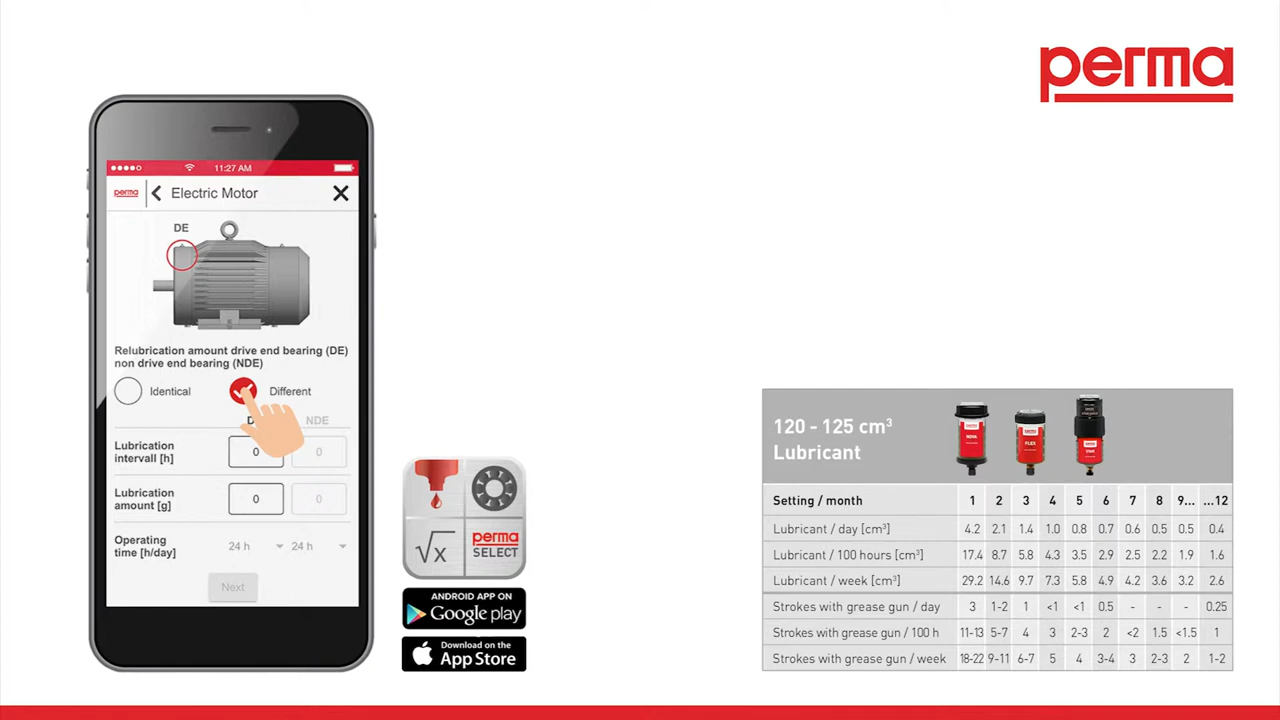 perma
11:27 AM
perma Electric Motor
DE
Relubrication amount drive end bearing (DE)
non drive end bearing (NDE)
Identical Different
D NDE
Lubrication
intervall [h] 0 0
Lubrication
amount [g] 0 0
Operating
time [h/day] 24 h 24 h
Next
√x
perma
SELECT
ANDROID APP ON
Google play
Download on the
App Store
120 - 125 cm³
Lubricant
perma NOVA
perma FLEX
perma STAR
Setting / month 1 2 3 4 5 6 7 8 9... ...12
Lubricant / day [cm³] 4.2 2.1 1.4 1.0 0.8 0.7 0.6 0.5 0.5 0.4
Lubricant / 100 hours [cm³] 17.4 8.7 5.8 4.3 3.5 2.9 2.5 2.2 1.9 1.6
Lubricant / week [cm³] 29.2 14.6 9.7 7.3 5.8 4.9 4.2 3.6 3.2 2.6
Strokes with grease gun / day 3 1-2 1 <1 <1 0.5 - - - 0.25
Strokes with grease gun / 100 h 11-13 5-7 4 3 2-3 2 <2 1.5 <1.5 1
Strokes with grease gun / week 18-22 9-11 6-7 5 4 3-4 3 2-3 2 1-2